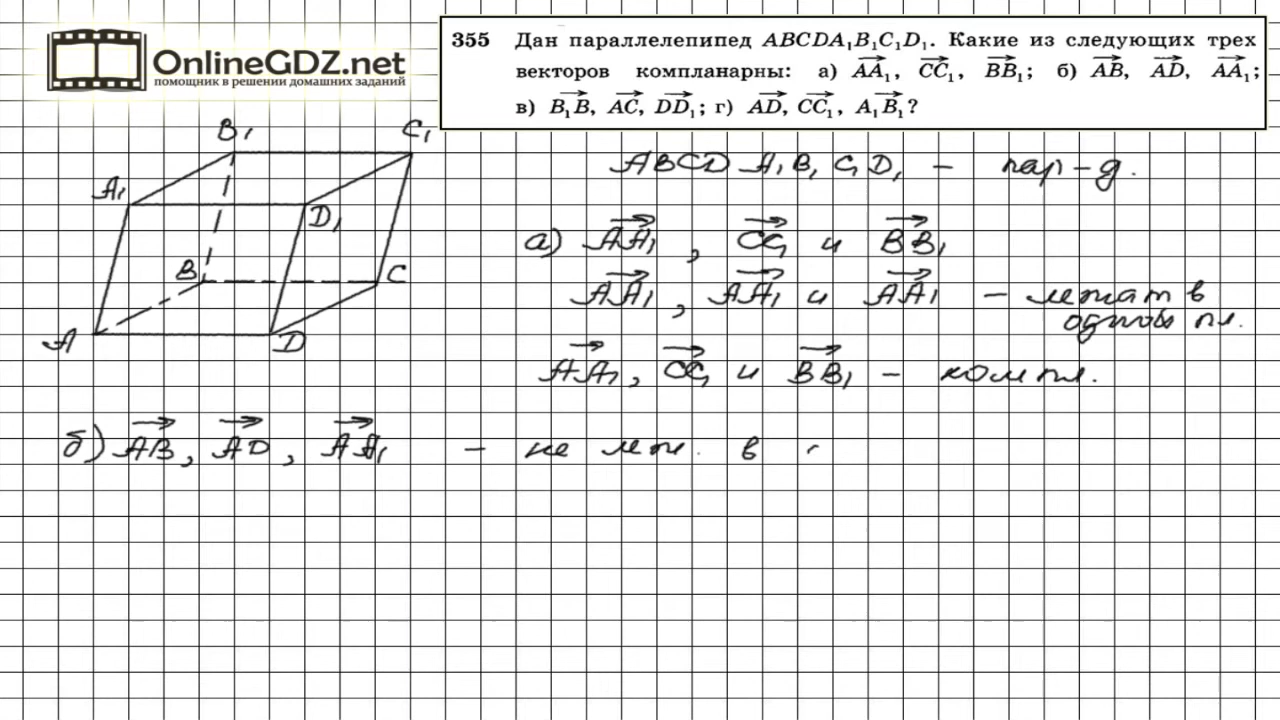 OnlineGDZ.net
помощник в решении домашних заданий
355 Дан параллелепипед ABCDA₁B₁C₁D₁. Какие из следующих трех
векторов компланарны: а) AA₁, CC₁, BB₁; б) AB, AD, AA₁;
в) B₁B, AC, DD₁; г) AD, CC₁, A₁B₁?
B₁ C₁
A₁ D₁
B C
A D
ABCD A₁B₁C₁D₁ – пар-д.
а) AA₁, CC₁ и BB₁
AA₁, AA₁ и AA₁ – лежат в
одной пл.
AA₁, CC₁ и BB₁ – компл.
б) AB, AD, AA₁ – не леж. в